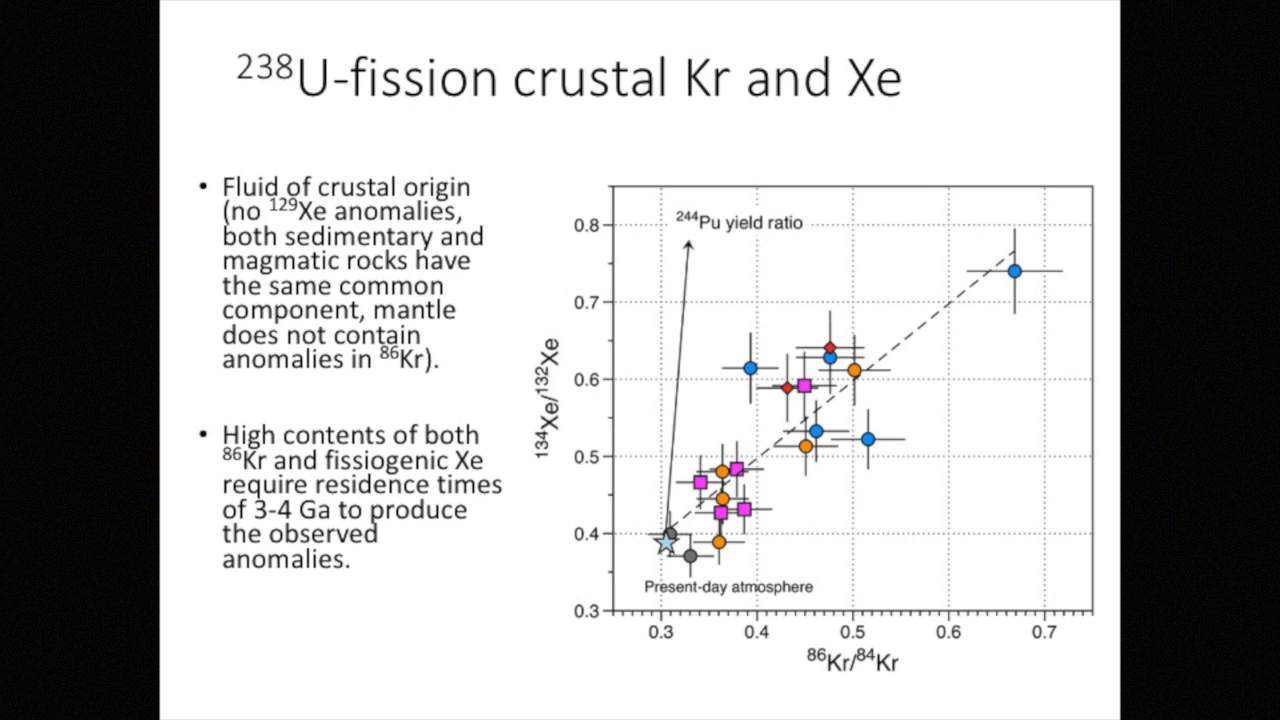 ²³⁸U-fission crustal Kr and Xe
• Fluid of crustal origin
(no ¹²⁹Xe anomalies,
both sedimentary and
magmatic rocks have
the same common
component, mantle
does not contain
anomalies in ⁸⁶Kr).
• High contents of both
⁸⁶Kr and fissiogenic Xe
require residence times
of 3-4 Ga to produce
the observed
anomalies.
¹³⁴Xe/¹³²Xe
0.8
0.7
0.6
0.5
0.4
0.3
²⁴⁴Pu yield ratio
Present-day atmosphere
0.3 0.4 0.5 0.6 0.7
⁸⁶Kr/⁸⁴Kr